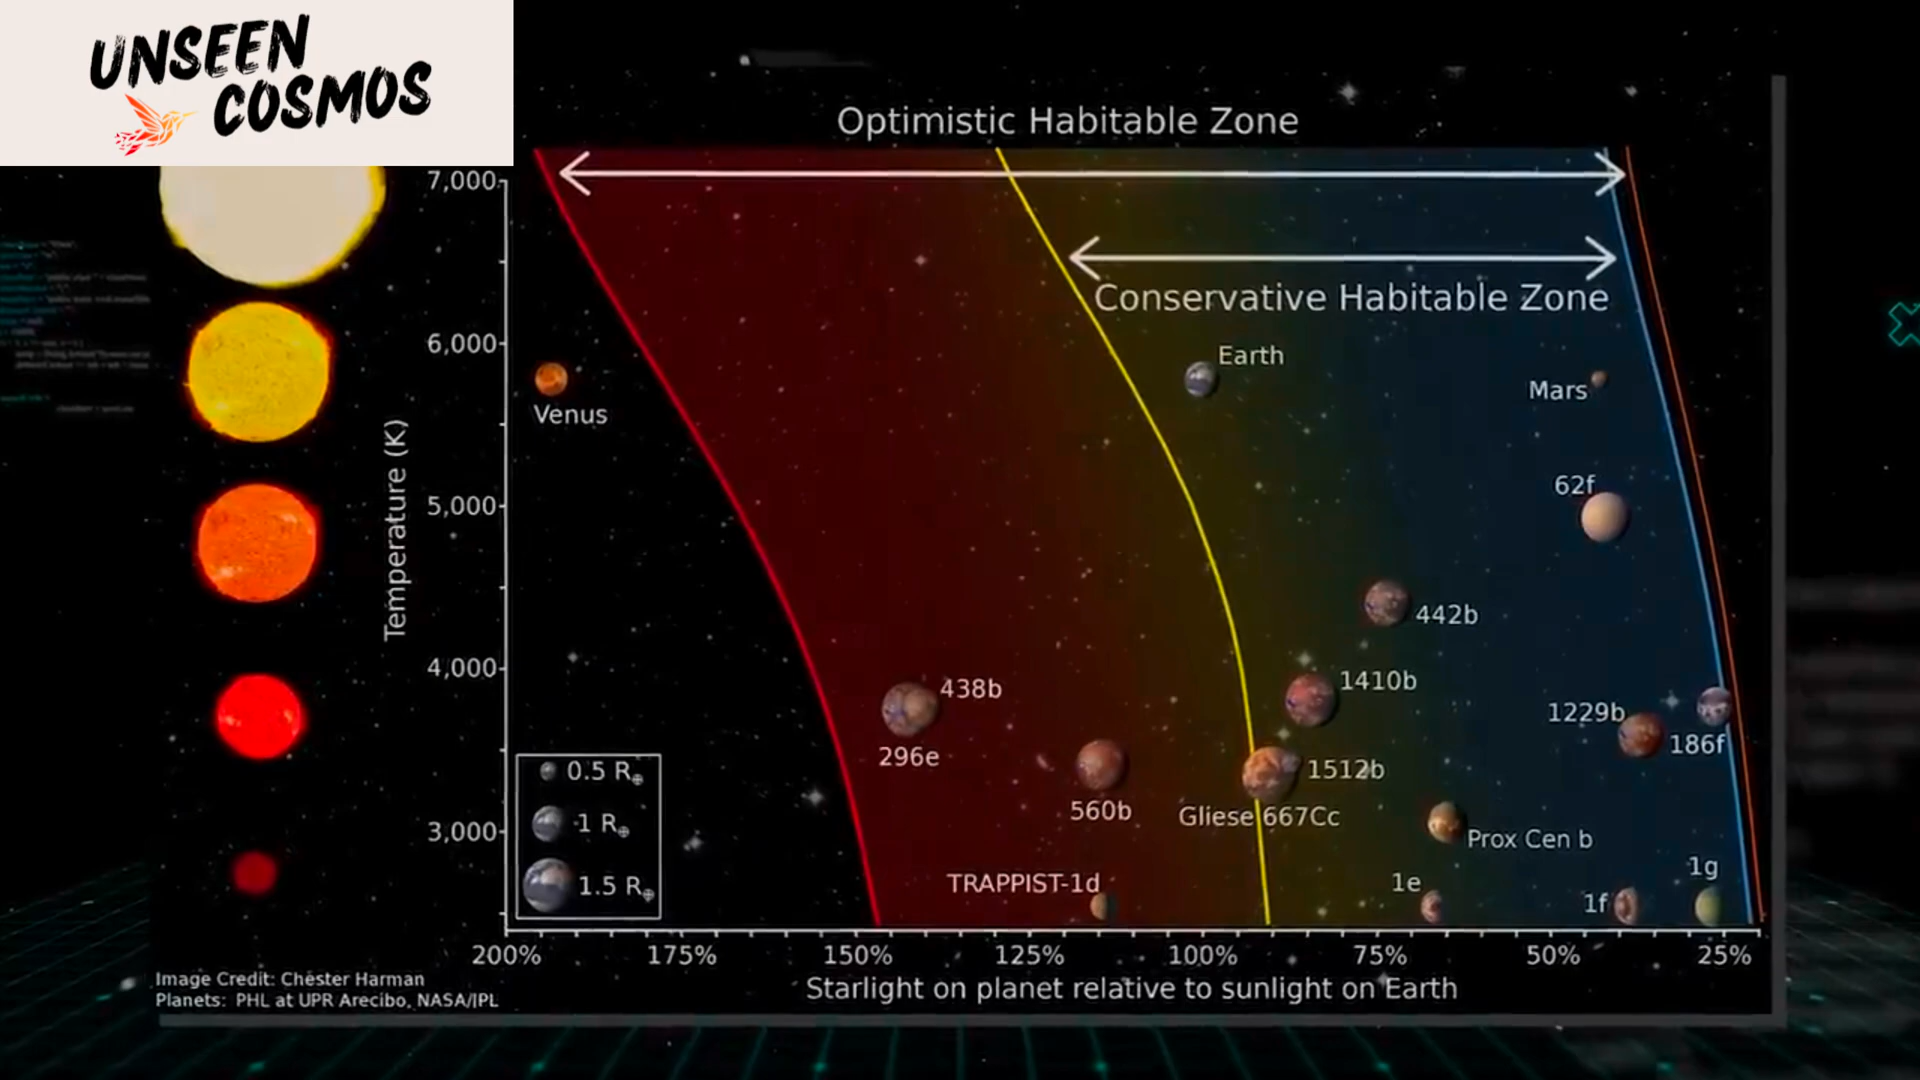 UNSEEN
COSMOS
Optimistic Habitable Zone
Conservative Habitable Zone
7,000
6,000
5,000
4,000
3,000
Temperature (K)
Venus
Earth
Mars
62f
442b
1410b
438b
296e
560b
1512b
Gliese 667Cc
1229b
186f
Prox Cen b
TRAPPIST-1d
1e
1f
1g
0.5 R⊕
1 R⊕
1.5 R⊕
200% 175% 150% 125% 100% 75% 50% 25%
Starlight on planet relative to sunlight on Earth
Image Credit: Chester Harman
Planets: PHL at UPR Arecibo, NASA/JPL